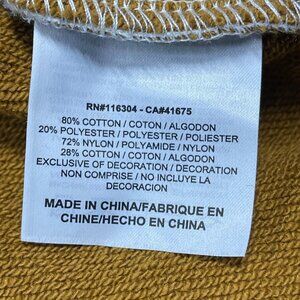 RN#116304 - CA#41675
80% COTTON / COTON / ALGODON
20% POLYESTER / POLYESTER / POLIESTER
72% NYLON / POLYAMIDE / NYLON
28% COTTON / COTON / ALGODON
EXCLUSIVE OF DECORATION / DECORATION
NON COMPRISE / NO INCLUYE LA
DECORACION
MADE IN CHINA/FABRIQUE EN
CHINE/HECHO EN CHINA